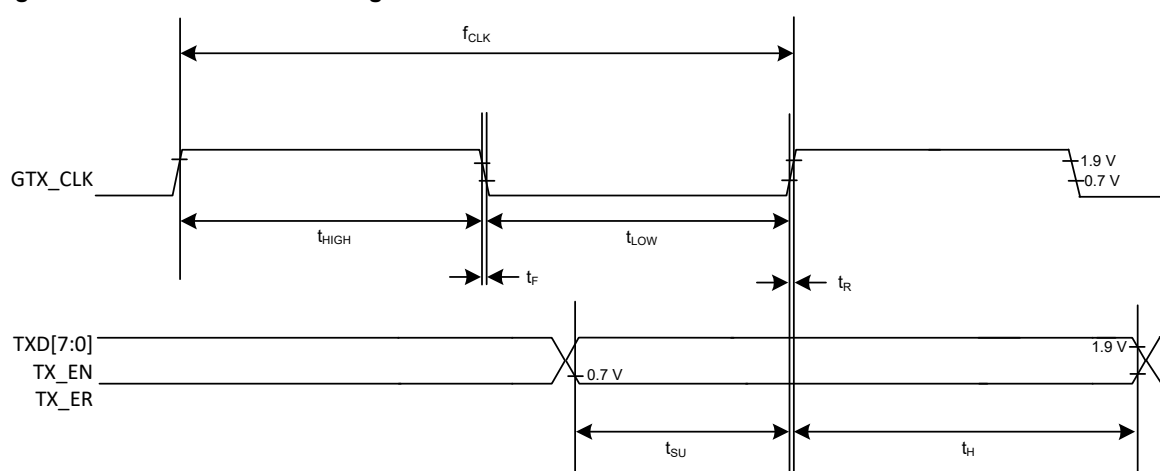 fCLK
GTX_CLK
1.9 V
0.7 V
tHIGH
tLOW
tF
tR
TXD[7:0]
TX_EN
TX_ER
0.7 V
1.9 V
tSU
tH